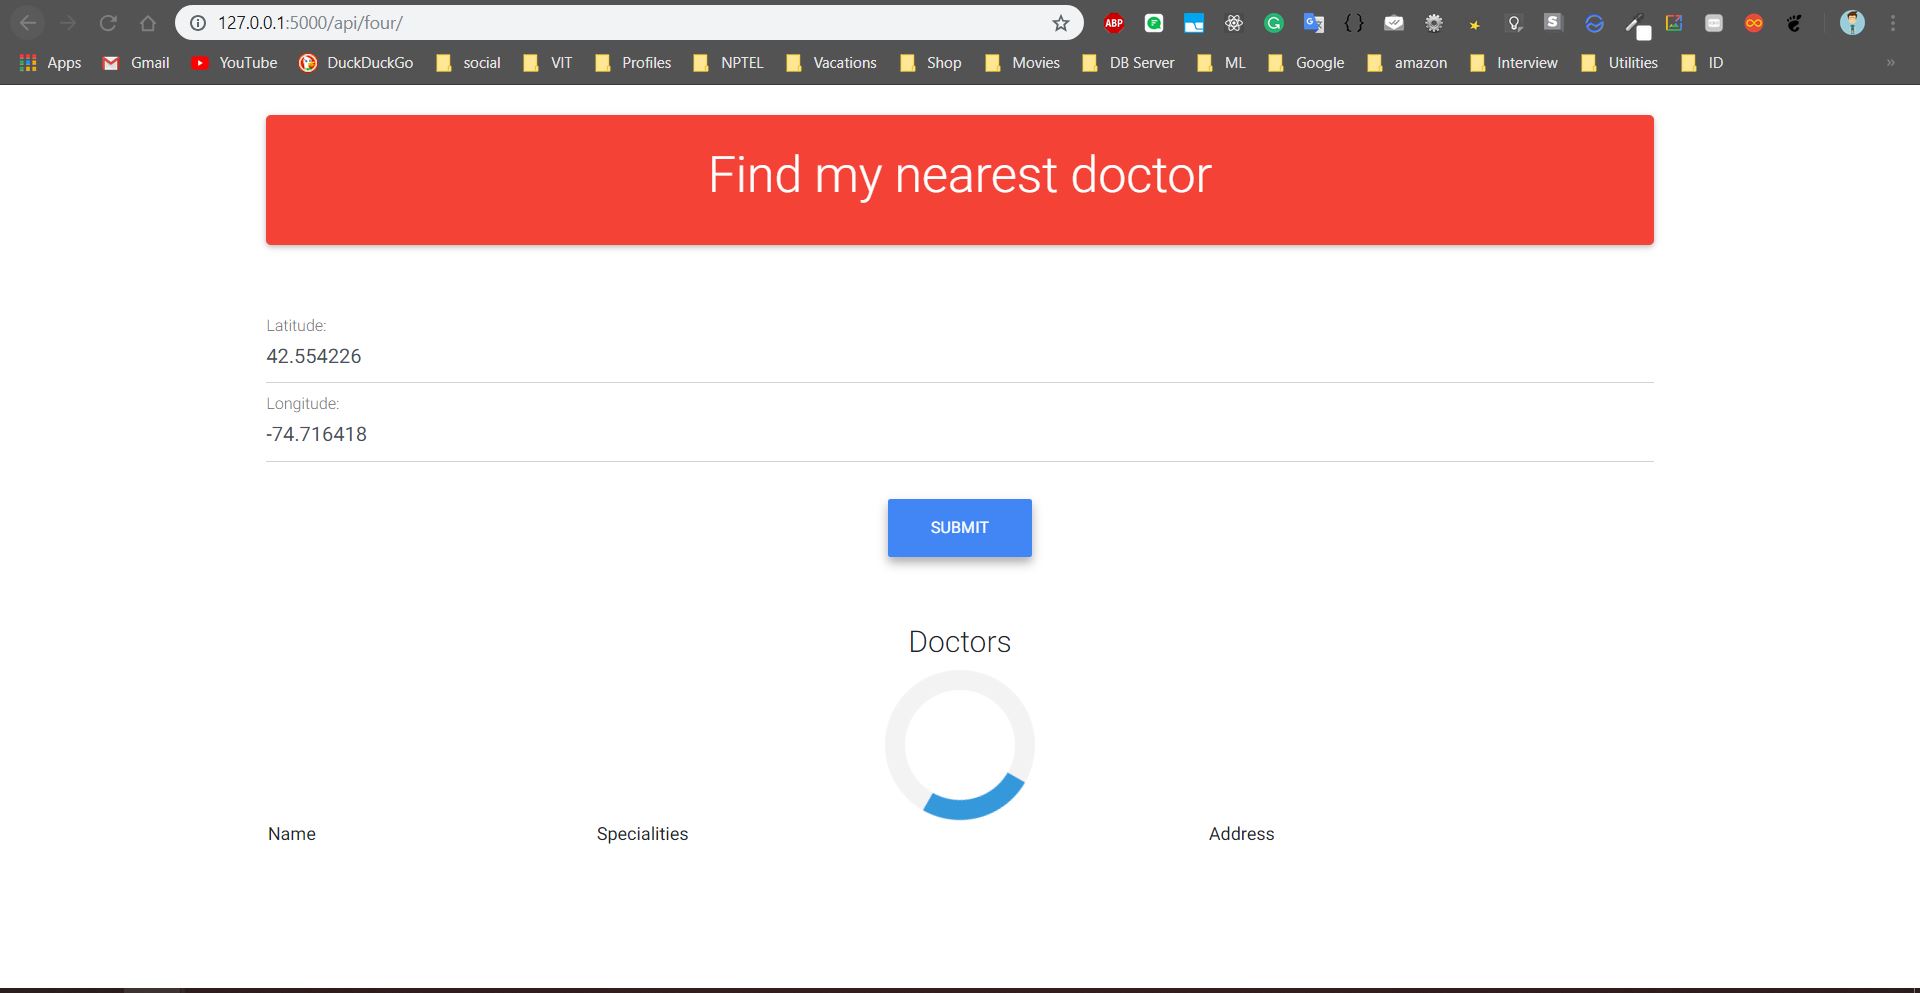 127.0.0.1:5000/api/four/
ABP
Apps Gmail YouTube DuckDuckGo social VIT Profiles NPTEL Vacations Shop Movies DB Server ML Google amazon Interview Utilities ID »
Find my nearest doctor
Latitude:
42.554226
Longitude:
-74.716418
SUBMIT
Doctors
Name Specialities Address